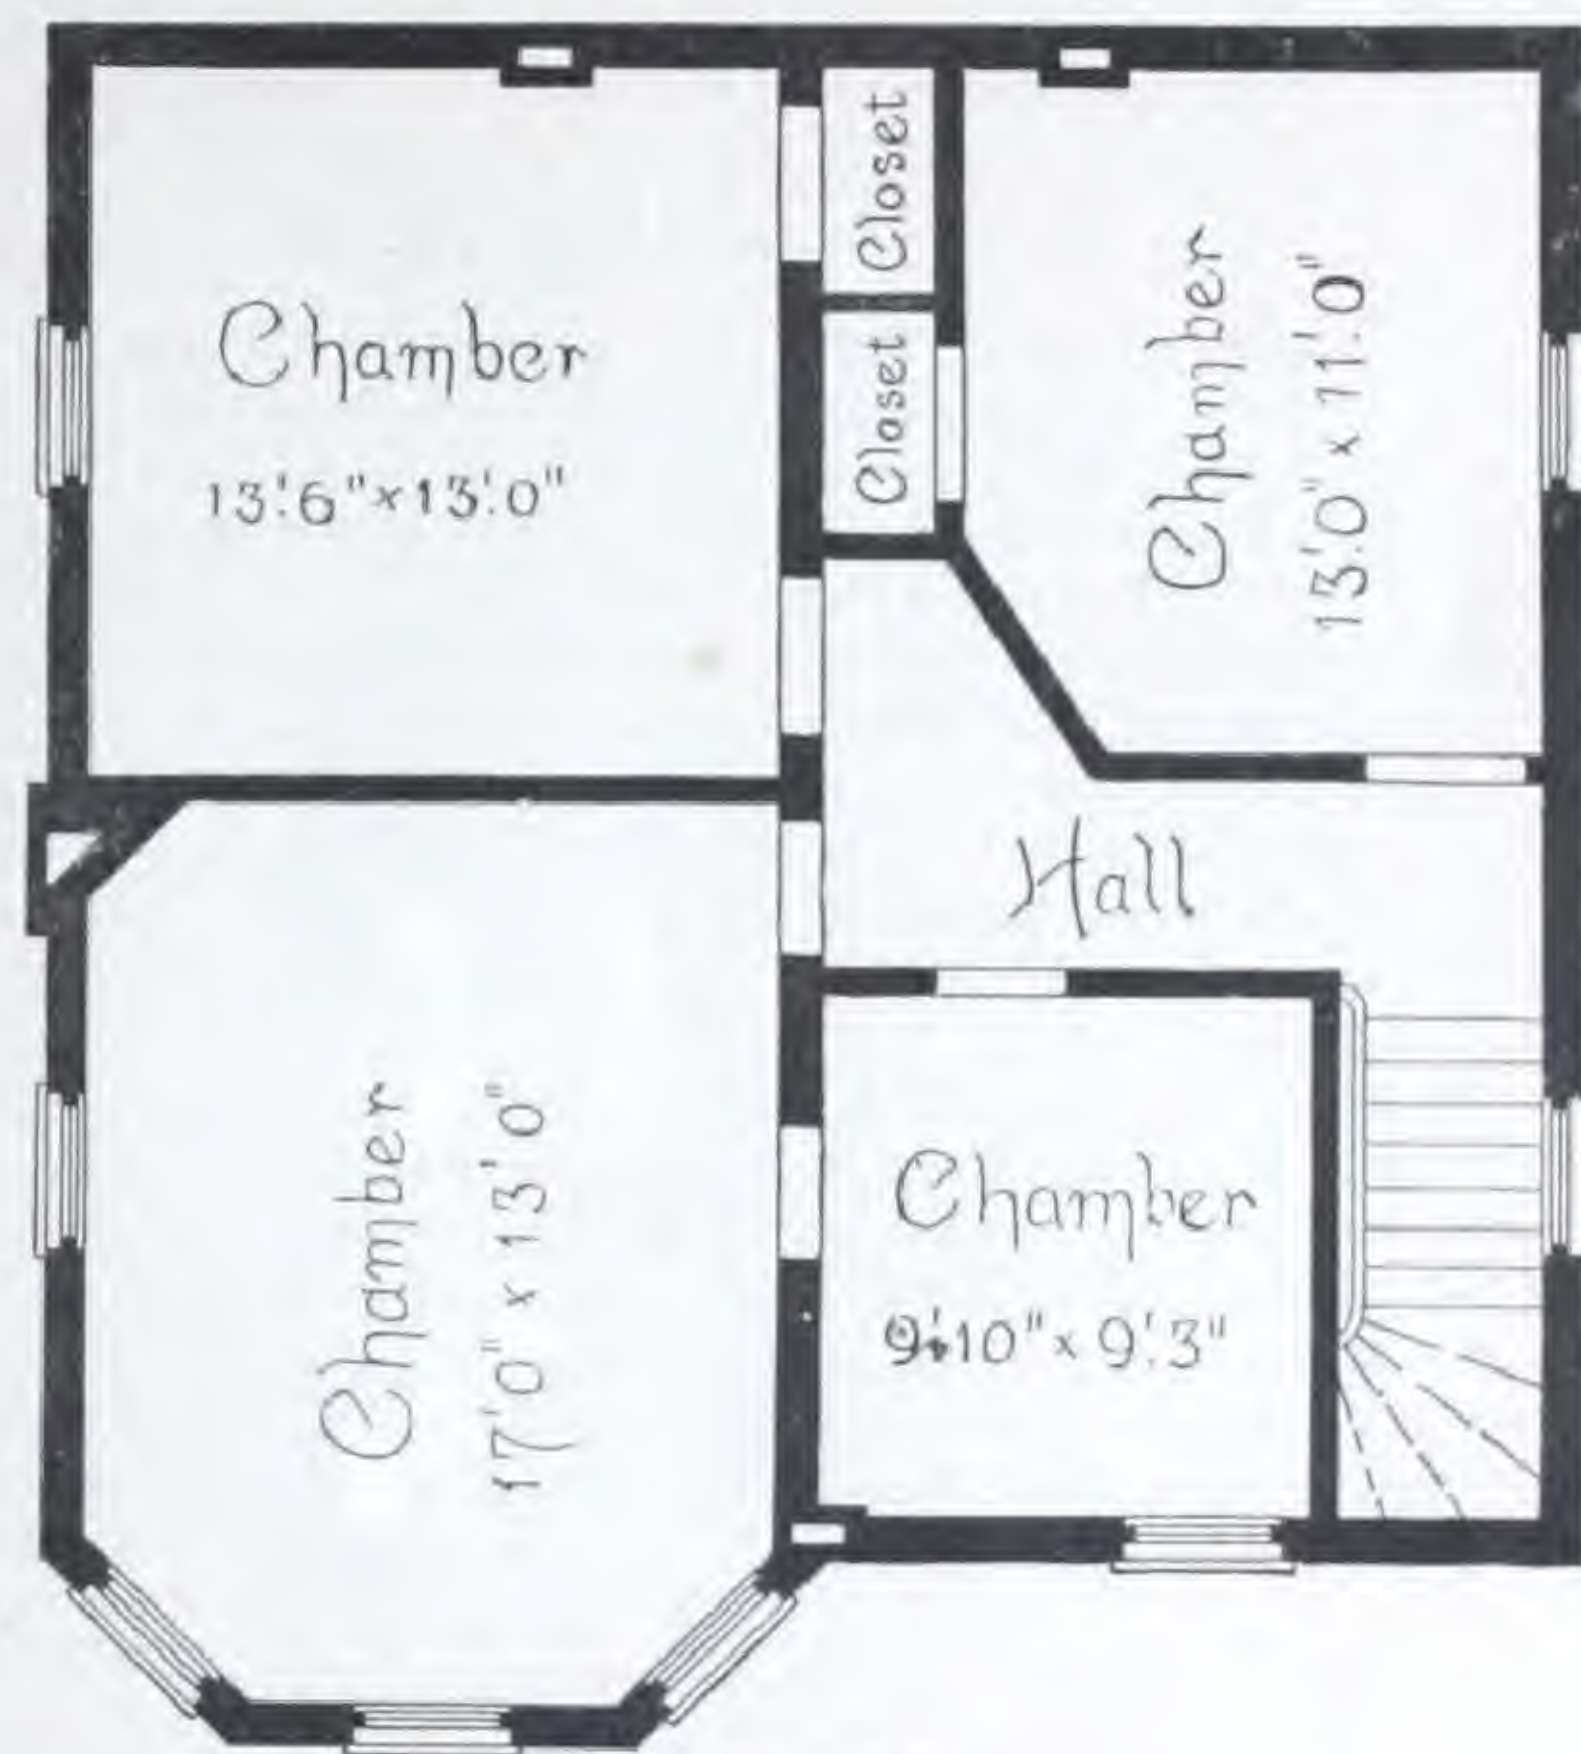 Chamber
13'.6" x 13'.0"
Closet
Closet
Chamber
13'.0" x 11'.0"
Hall
Chamber
17'0" x 13'0"
Chamber
9'.10" x 9'.3"